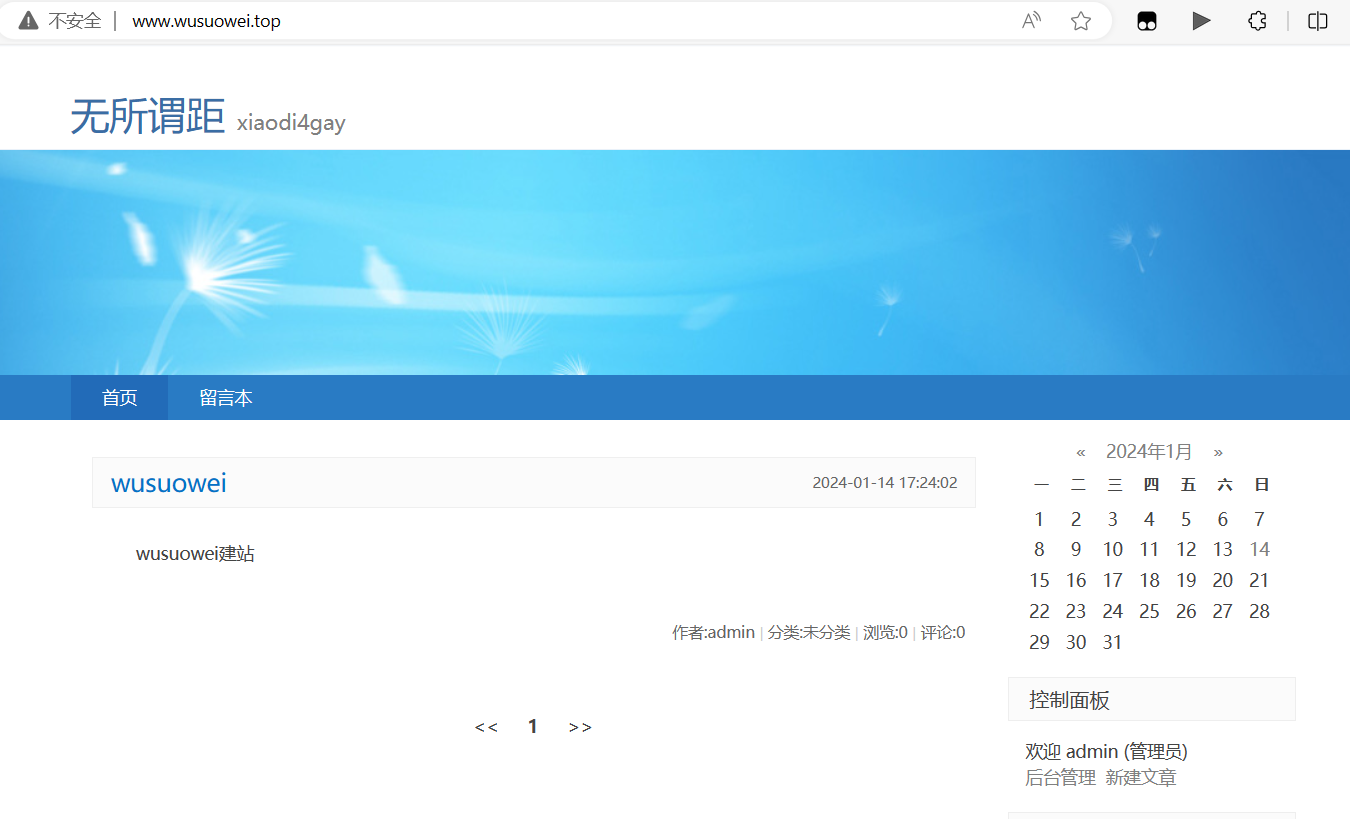 不安全 | www.wusuowei.top
无所谓距 xiaodi4gay
首页 留言本
wusuowei 2024-01-14 17:24:02
wusuowei建站
作者:admin | 分类:未分类 | 浏览:0 | 评论:0
<< 1 >>
« 2024年1月 »
一 二 三 四 五 六 日
1 2 3 4 5 6 7
8 9 10 11 12 13 14
15 16 17 18 19 20 21
22 23 24 25 26 27 28
29 30 31
控制面板
欢迎 admin (管理员)
后台管理 新建文章